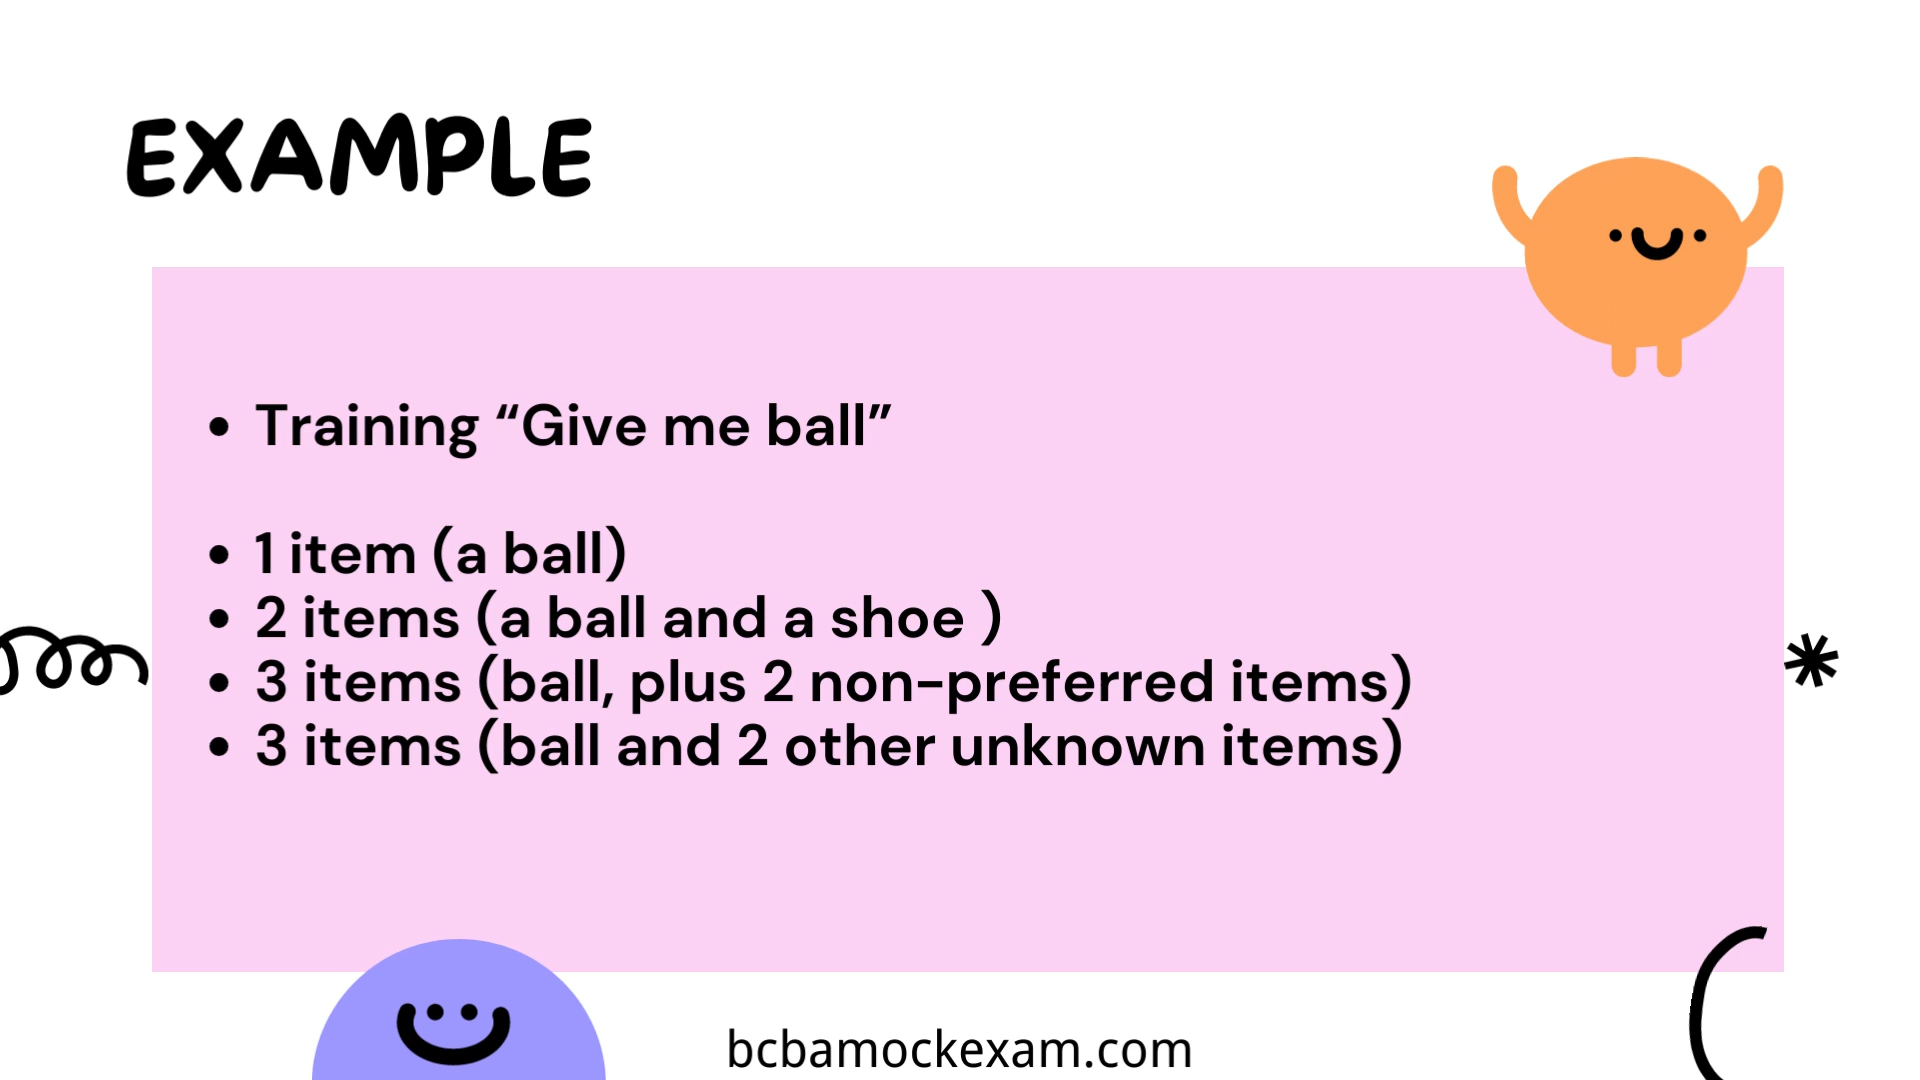 EXAMPLE
• Training “Give me ball”
• 1 item (a ball)
• 2 items (a ball and a shoe )
• 3 items (ball, plus 2 non-preferred items)
• 3 items (ball and 2 other unknown items)
bcbamockexam.com